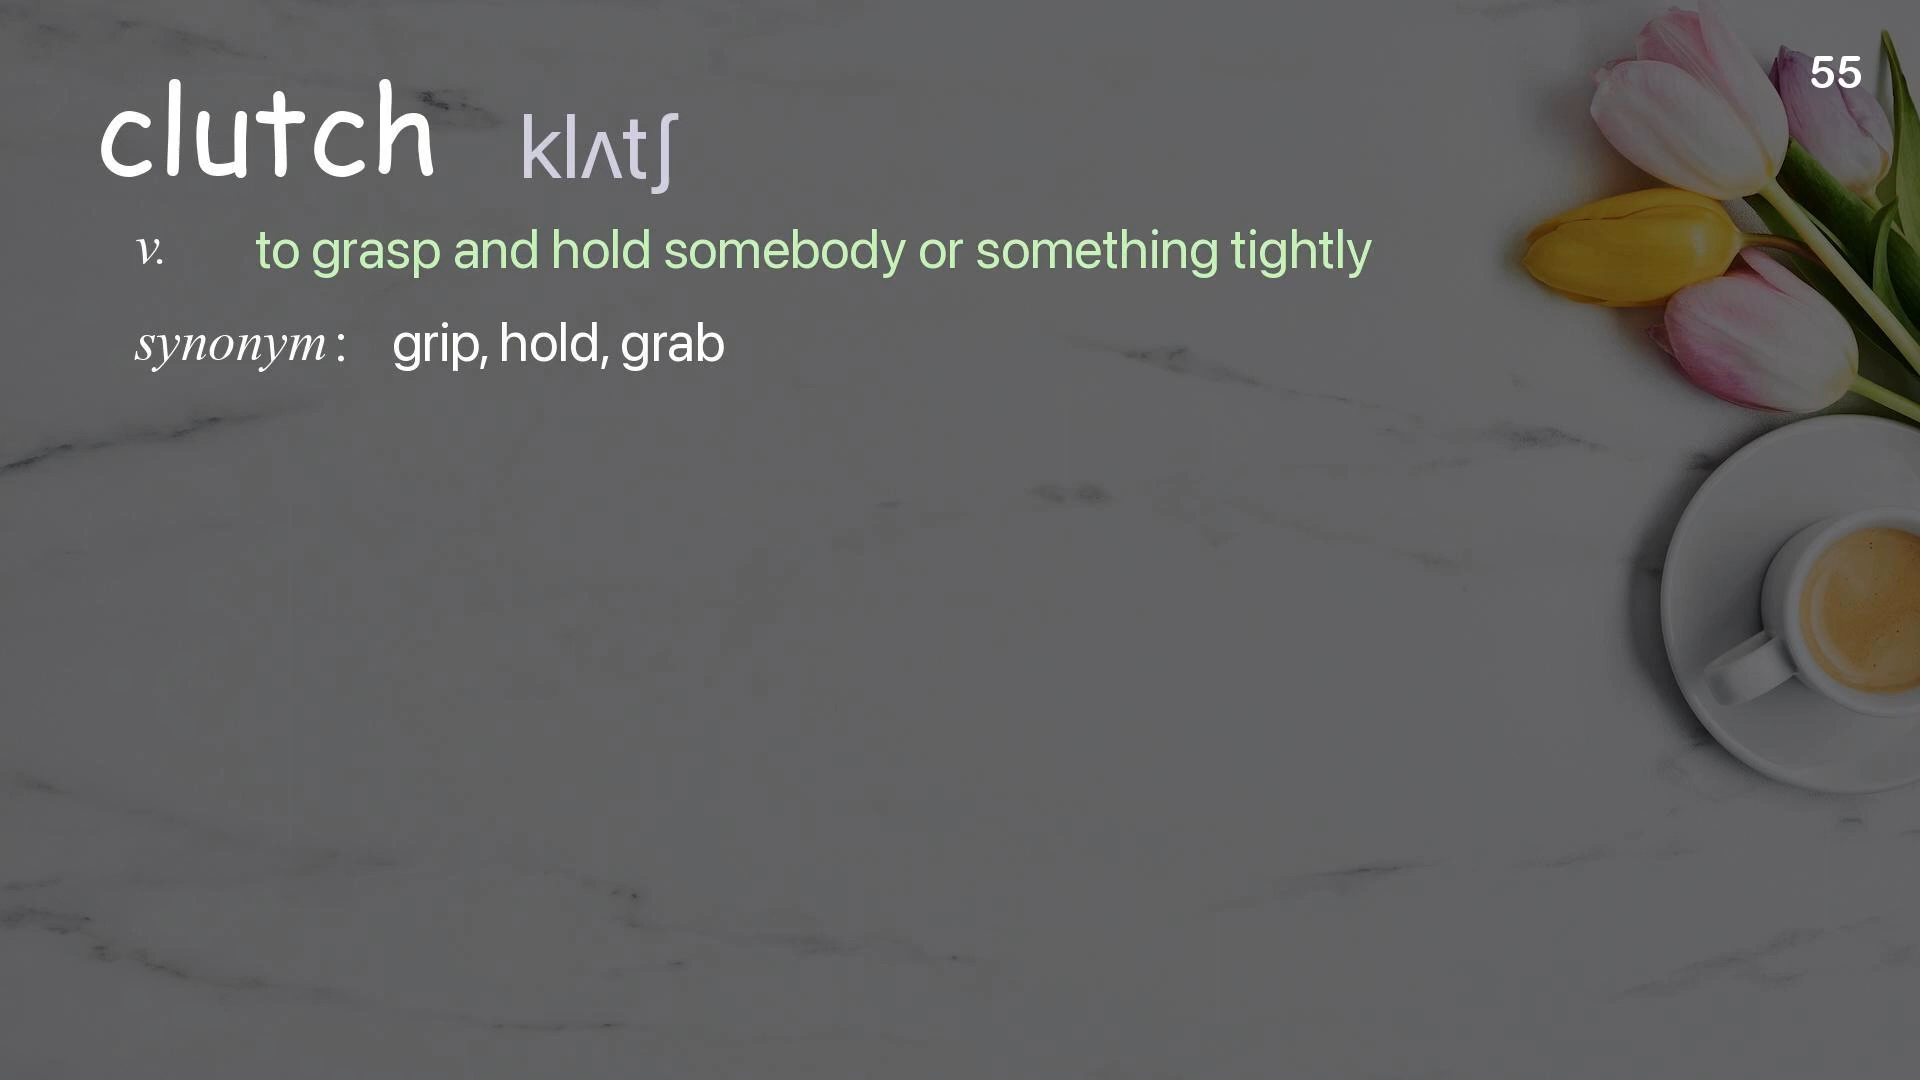 55
clutch klʌtʃ
v. to grasp and hold somebody or something tightly
synonym : grip, hold, grab